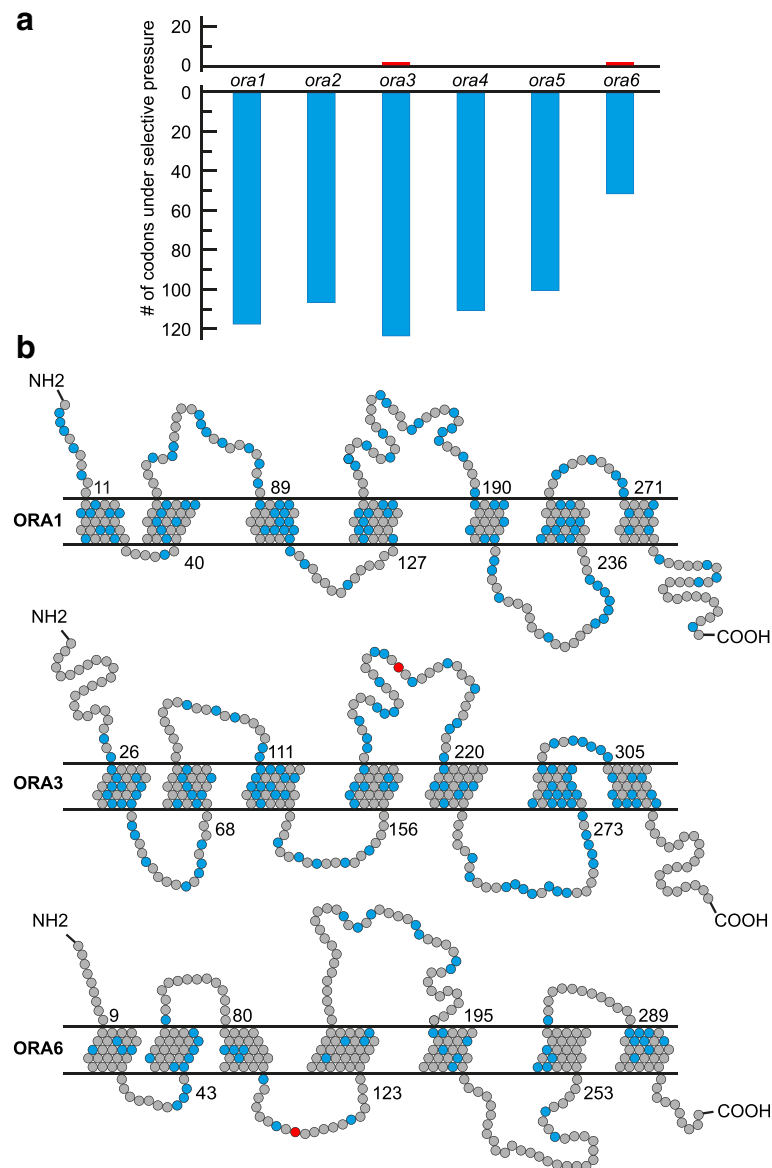 a
# of codons under selective pressure
20
0
ora1 ora2 ora3 ora4 ora5 ora6
0
20
40
60
80
100
120
b
NH2
11 89 190 271
ORA1
40 127 236
COOH
NH2
26 111 220 305
ORA3
68 156 273
COOH
NH2
9 80 195 289
ORA6
43 123 253
COOH